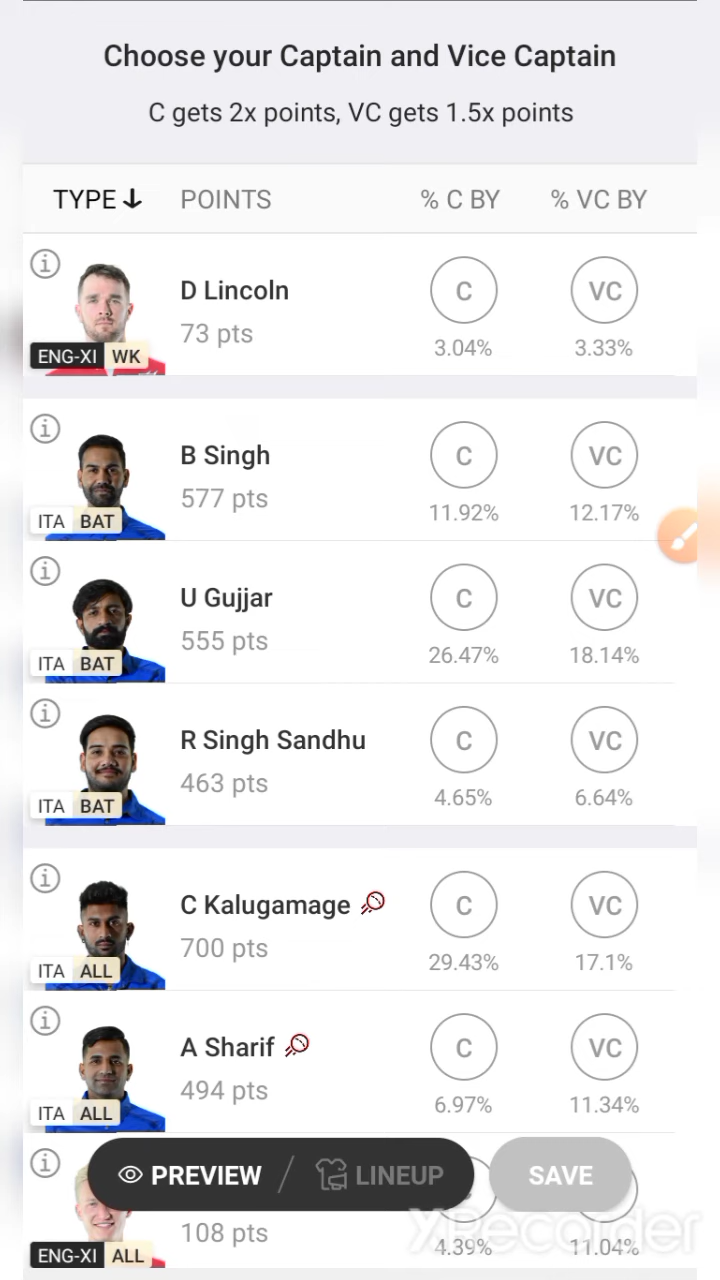 Choose your Captain and Vice Captain
C gets 2x points, VC gets 1.5x points
TYPE POINTS % C BY % VC BY
D Lincoln
73 pts
C VC
3.04% 3.33%
ENG-XI WK
B Singh
577 pts
C VC
11.92% 12.17%
ITA BAT
U Gujjar
555 pts
C VC
26.47% 18.14%
ITA BAT
R Singh Sandhu
463 pts
C VC
4.65% 6.64%
ITA BAT
C Kalugamage
700 pts
C VC
29.43% 17.1%
ITA ALL
A Sharif
494 pts
C VC
6.97% 11.34%
ITA ALL
PREVIEW / LINEUP SAVE
108 pts
4.39% 11.04%
ENG-XI ALL
XRecorder